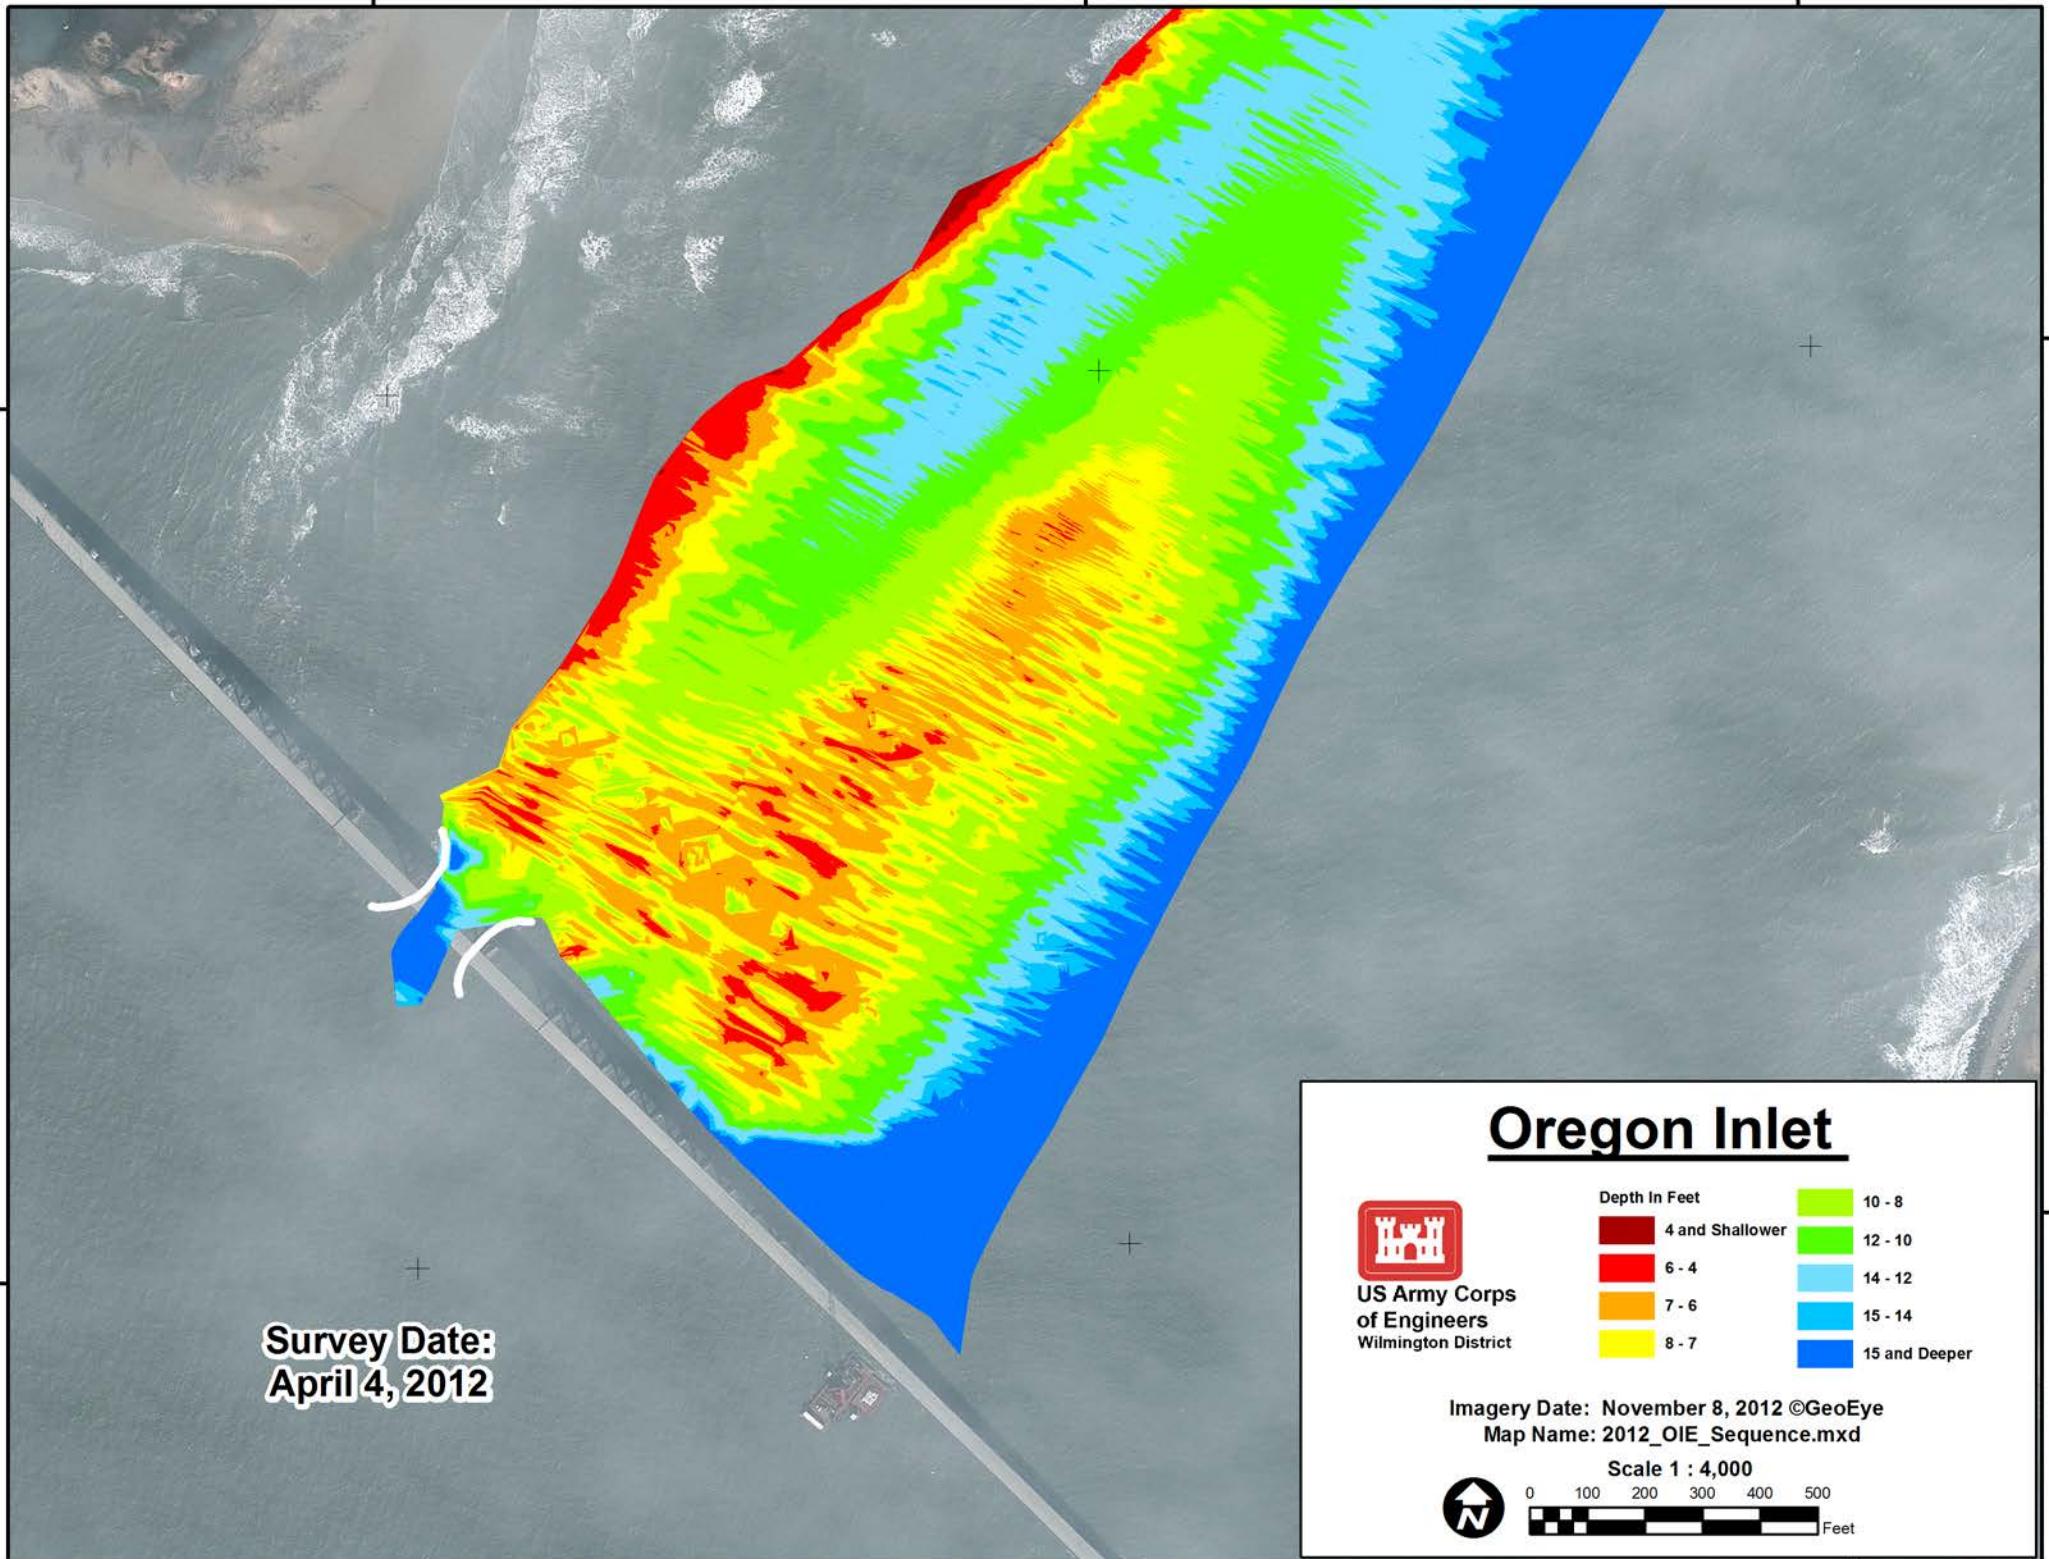 Survey Date:
April 4, 2012
Oregon Inlet
US Army Corps
of Engineers
Wilmington District
Depth In Feet
4 and Shallower
6 - 4
7 - 6
8 - 7
10 - 8
12 - 10
14 - 12
15 - 14
15 and Deeper
Imagery Date: November 8, 2012 ©GeoEye
Map Name: 2012_OIE_Sequence.mxd
Scale 1 : 4,000
N
0 100 200 300 400 500
Feet